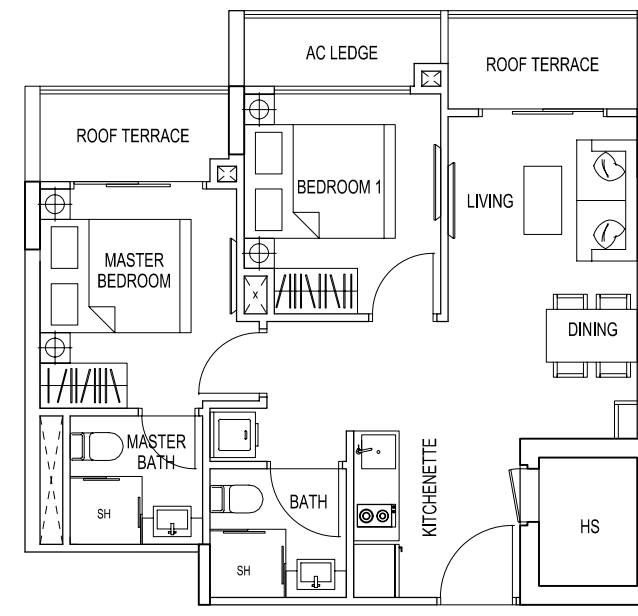 AC LEDGE
ROOF TERRACE
ROOF TERRACE
BEDROOM 1
LIVING
MASTER
BEDROOM
x
DINING
MASTER
BATH
KITCHENETTE
BATH
SH
HS
SH